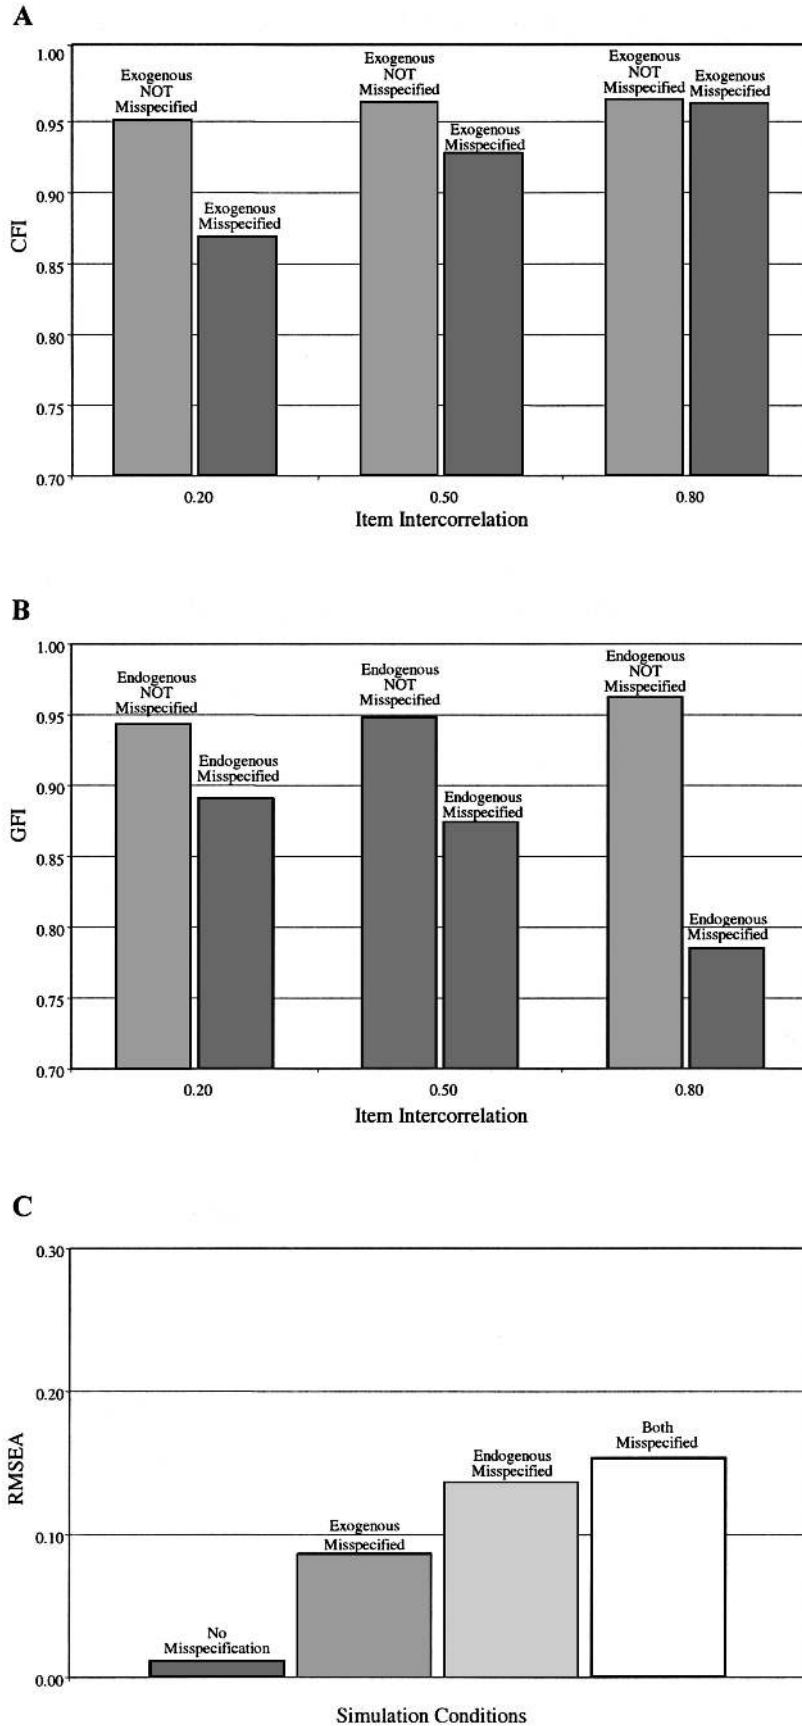 A
1.00
0.95
0.90
0.85
0.80
0.75
0.70
CFI
Exogenous
NOT
Misspecified
Exogenous
Misspecified
Exogenous
NOT
Misspecified
Exogenous
Misspecified
Exogenous
NOT
Misspecified
Exogenous
Misspecified
0.20
0.50
0.80
Item Intercorrelation
B
1.00
0.95
0.90
0.85
0.80
0.75
0.70
GFI
Endogenous
NOT
Misspecified
Endogenous
Misspecified
Endogenous
NOT
Misspecified
Endogenous
Misspecified
Endogenous
NOT
Misspecified
Endogenous
Misspecified
0.20
0.50
0.80
Item Intercorrelation
C
0.30
0.20
0.10
0.00
RMSEA
No
Misspecification
Exogenous
Misspecified
Endogenous
Misspecified
Both
Misspecified
Simulation Conditions